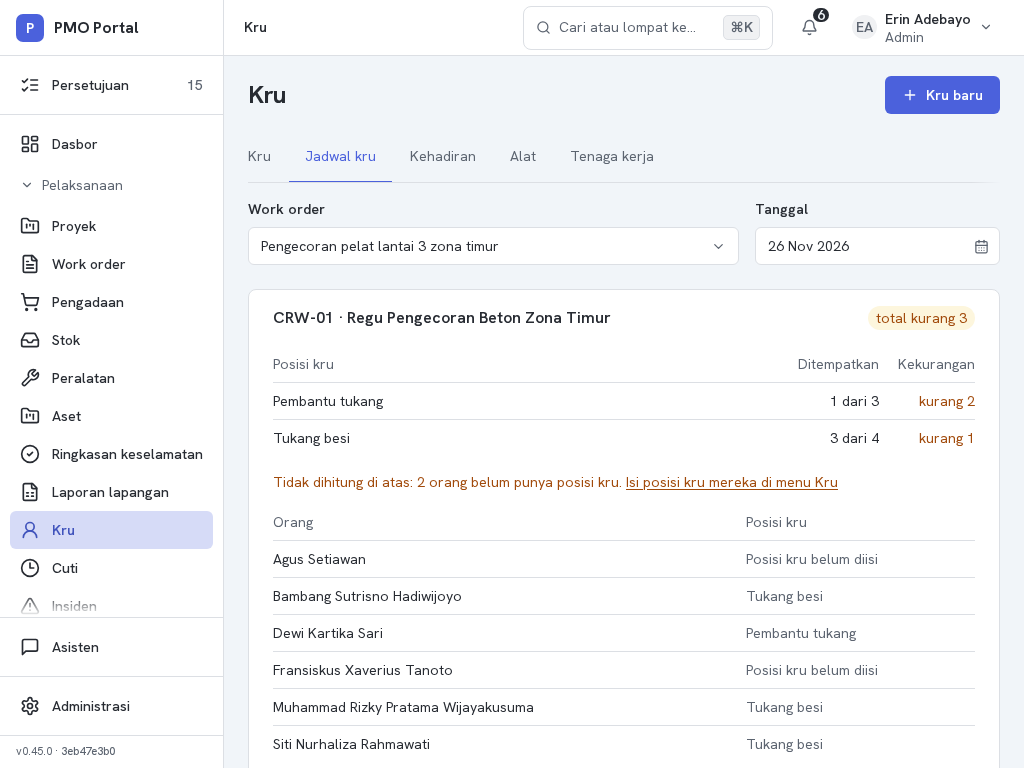 P PMO Portal
Kru
Cari atau lompat ke... ⌘K
6
EA Erin Adebayo
Admin
Persetujuan 15
Dasbor
Pelaksanaan
Proyek
Work order
Pengadaan
Stok
Peralatan
Aset
Ringkasan keselamatan
Laporan lapangan
Kru
Cuti
Insiden
Asisten
Administrasi
v0.45.0 · 3eb47e3b0
Kru
Kru baru
Kru Jadwal kru Kehadiran Alat Tenaga kerja
Work order Tanggal
Pengecoran pelat lantai 3 zona timur 26 Nov 2026
CRW-01 · Regu Pengecoran Beton Zona Timur total kurang 3
Posisi kru Ditempatkan Kekurangan
Pembantu tukang 1 dari 3 kurang 2
Tukang besi 3 dari 4 kurang 1
Tidak dihitung di atas: 2 orang belum punya posisi kru. Isi posisi kru mereka di menu Kru
Orang Posisi kru
Agus Setiawan Posisi kru belum diisi
Bambang Sutrisno Hadiwijoyo Tukang besi
Dewi Kartika Sari Pembantu tukang
Fransiskus Xaverius Tanoto Posisi kru belum diisi
Muhammad Rizky Pratama Wijayakusuma Tukang besi
Siti Nurhaliza Rahmawati Tukang besi